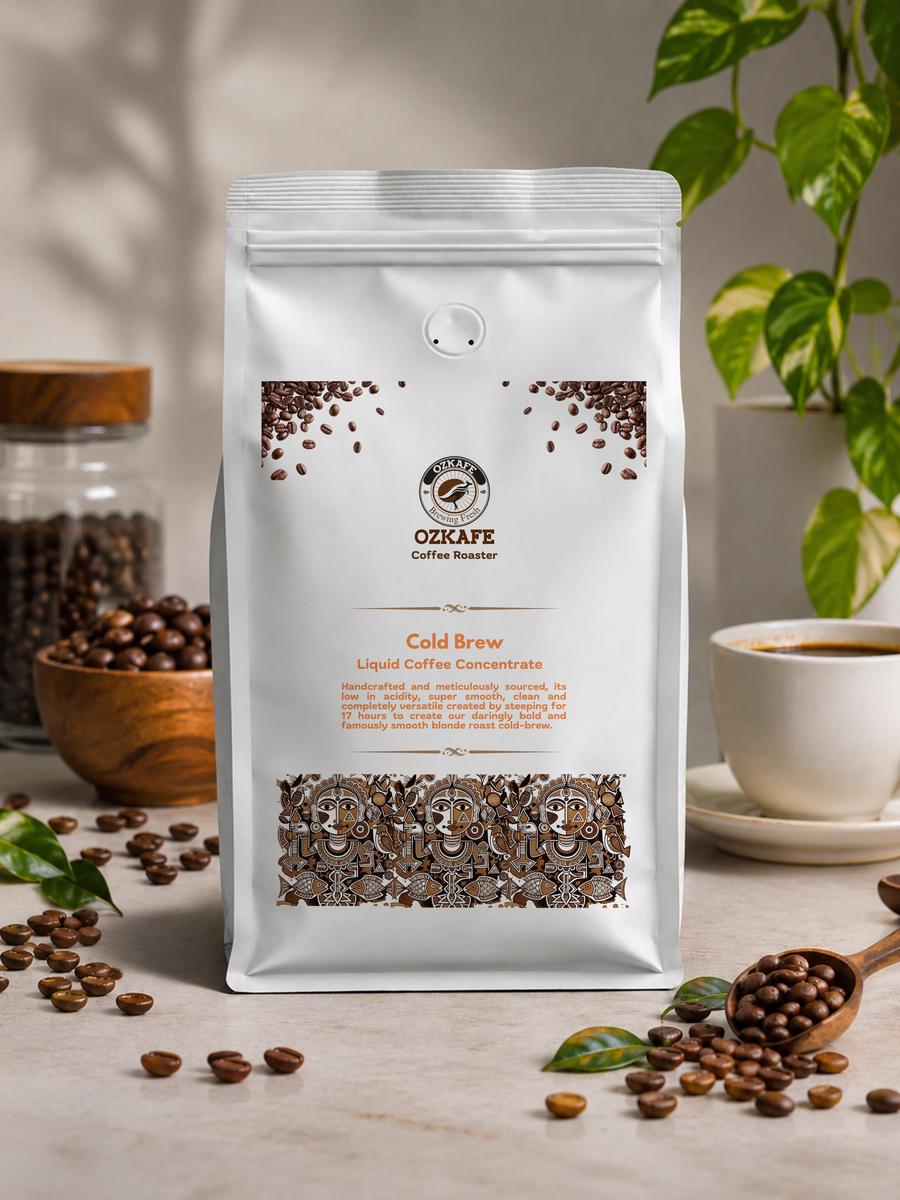 OZKAFE
Brewing Fresh
OZKAFE
Coffee Roaster
Cold Brew
Liquid Coffee Concentrate
Handcrafted and meticulously sourced, its
low in acidity, super smooth, clean and
completely versatile created by steeping for
17 hours to create our daringly bold and
famously smooth blonde roast cold-brew.